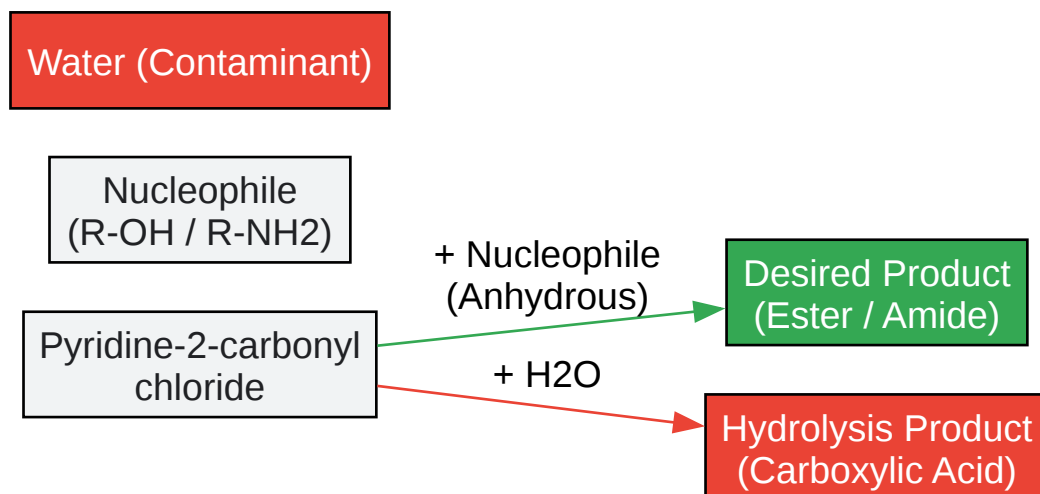 Water (Contaminant)
Nucleophile
(R-OH / R-NH2)
+ Nucleophile
(Anhydrous)
Desired Product
(Ester / Amide)
Pyridine-2-carbonyl
chloride
+ H2O
Hydrolysis Product
(Carboxylic Acid)